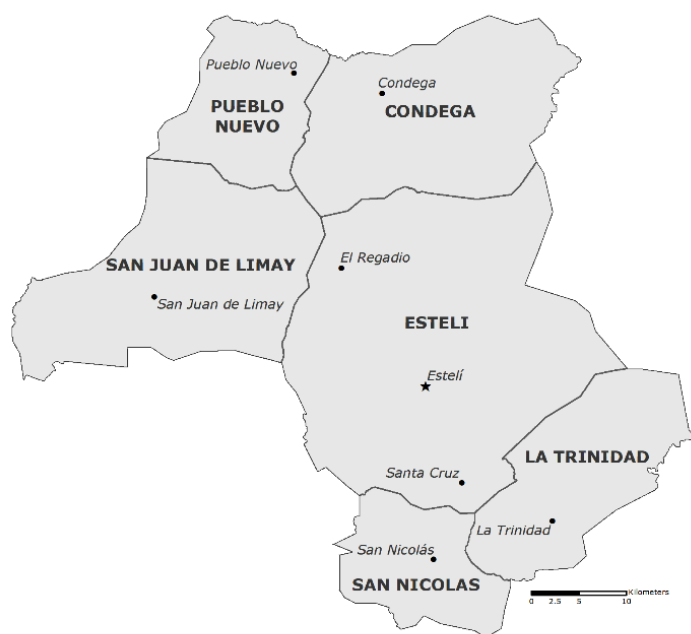 Pueblo Nuevo
PUEBLO
NUEVO
Condega
CONDEGA
SAN JUAN DE LIMAY
San Juan de Limay
El Regadio
ESTELI
Estelí
Santa Cruz
LA TRINIDAD
La Trinidad
San Nicolás
SAN NICOLAS
Kilometers
0 2.5 5 10